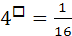 4^□ = 1/16